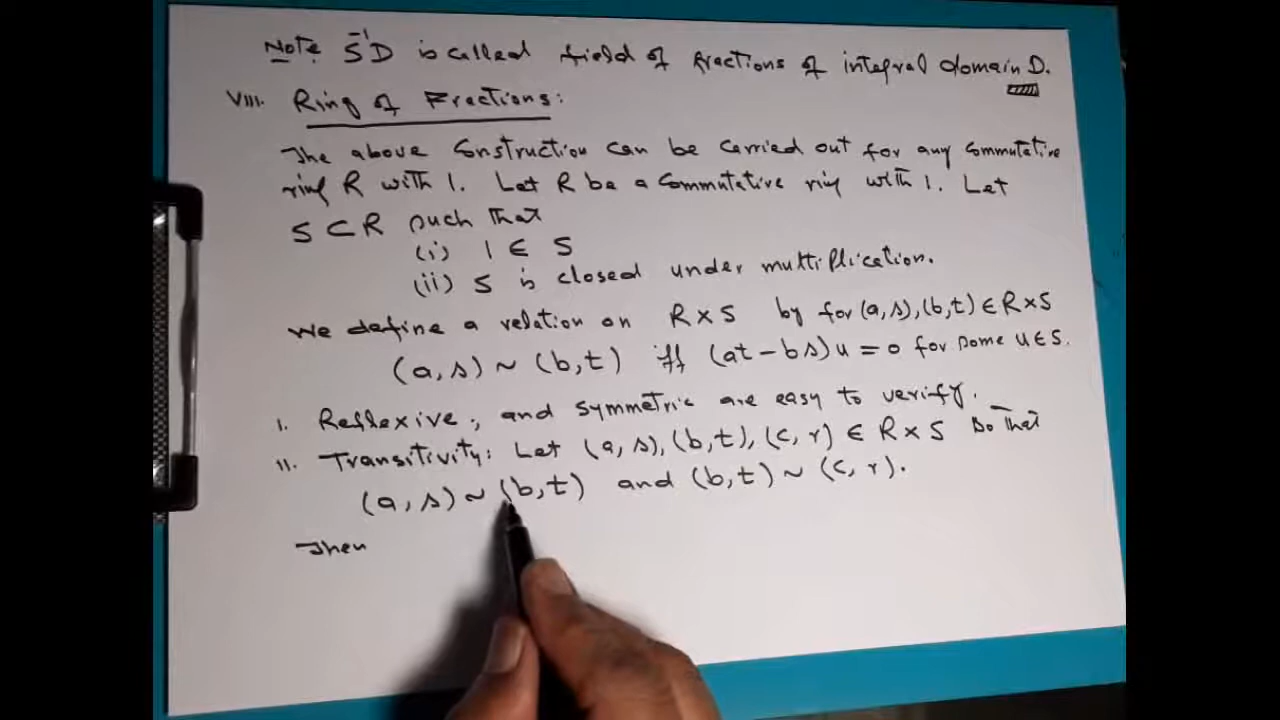 Note: S⁻¹D is called field of fractions of integral domain D.
VIII. Ring of Fractions:
The above construction can be carried out for any commutative
ring R with 1. Let R be a commutative ring with 1. Let
S ⊂ R such that
(i) 1 ∈ S
(ii) S is closed under multiplication.
We define a relation on R × S by for (a, s), (b, t) ∈ R × S
(a, s) ~ (b, t) iff (at - bs)u = 0 for some u ∈ S.
I. Reflexive, and symmetric are easy to verify.
II. Transitivity: Let (a, s), (b, t), (c, r) ∈ R × S so that
(a, s) ~ (b, t) and (b, t) ~ (c, r).
Then